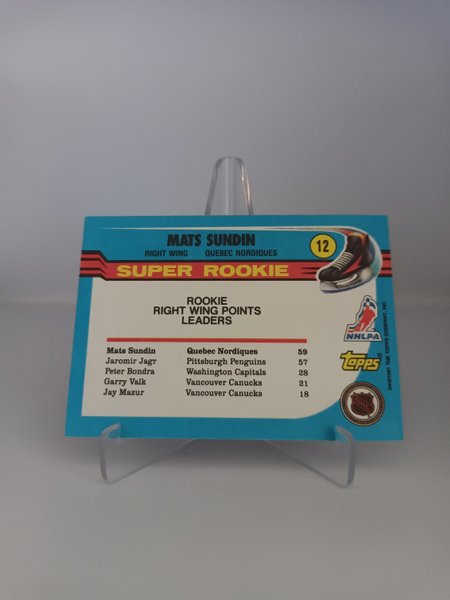 MATS SUNDIN
RIGHT WING QUEBEC NORDIQUES
12
SUPER ROOKIE
ROOKIE
RIGHT WING POINTS
LEADERS
Mats Sundin Quebec Nordiques 59
Jaromir Jagr Pittsburgh Penguins 57
Peter Bondra Washington Capitals 28
Garry Valk Vancouver Canucks 21
Jay Mazur Vancouver Canucks 18
NHLPA
TOPPS
NHL